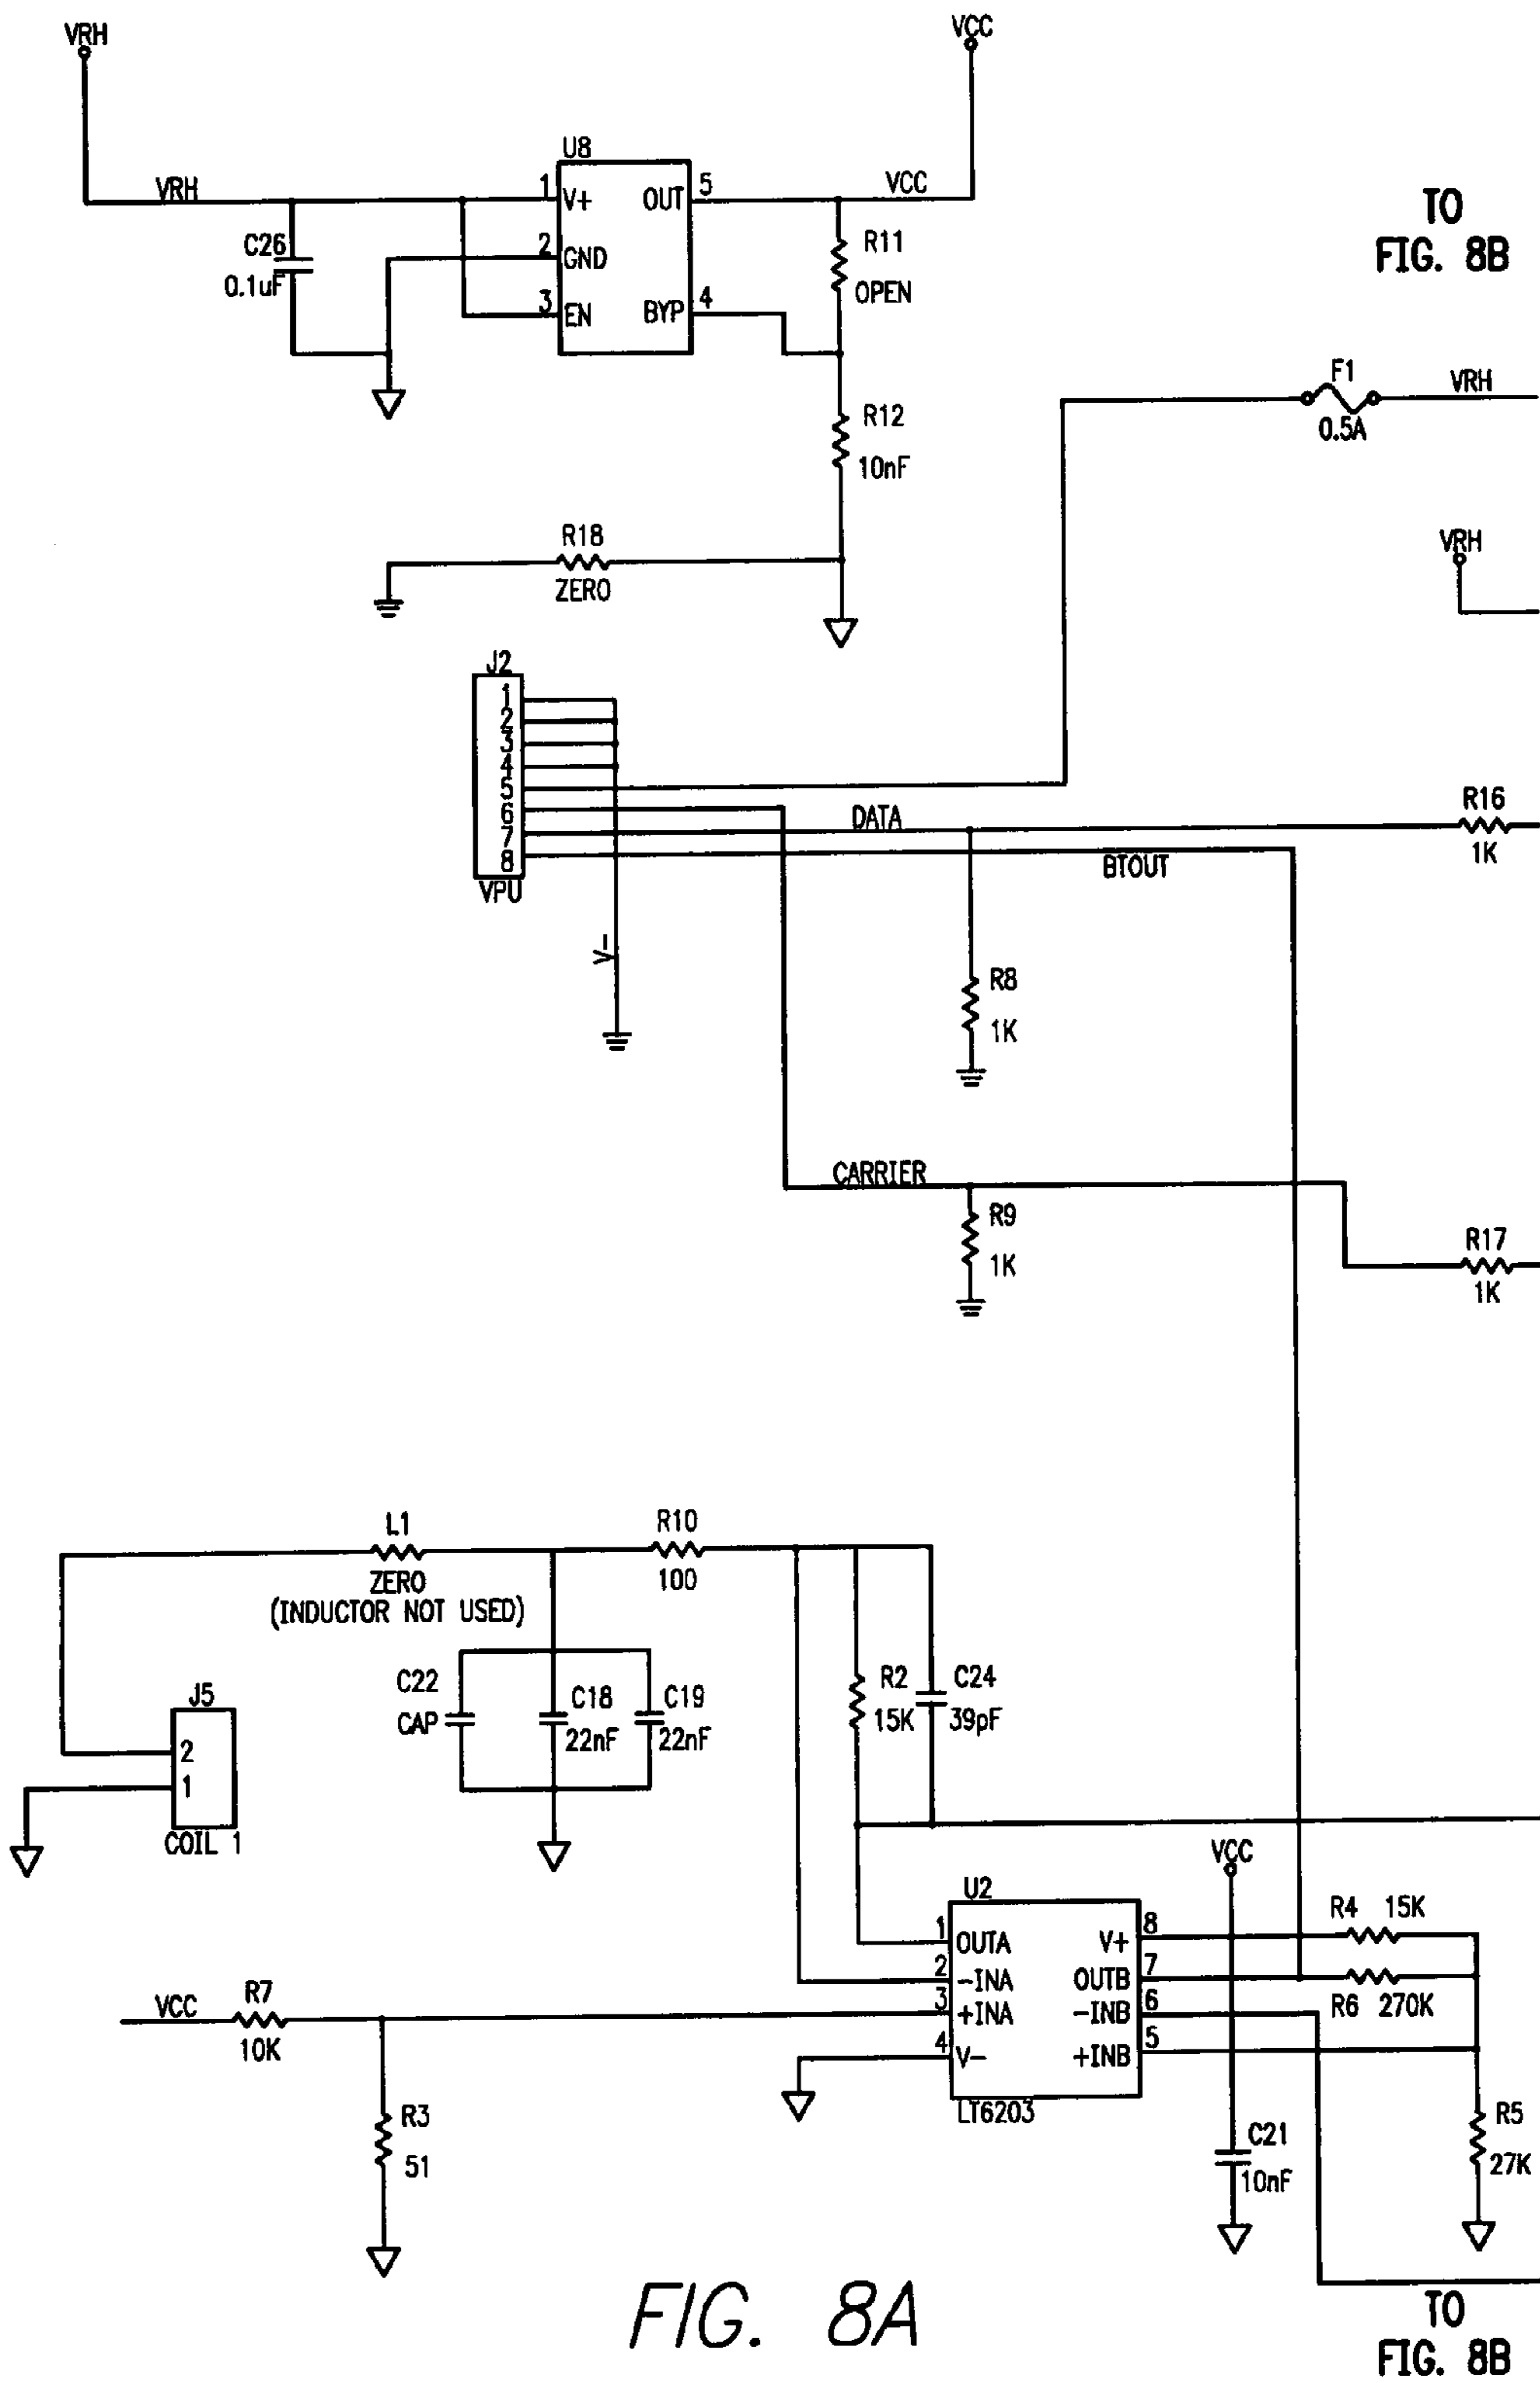 VRH
VCC
U8
VRH
1
V+
OUT
5
VCC
TO
FIG. 8B
C26
0.1uF
2
GND
R11
OPEN
3
EN
BYP
4
F1
VRH
0.5A
R12
10nF
R18
ZERO
VRH
J2
1
2
3
4
5
6
7
8
VPU
DATA
BTOUT
R16
1K
V-
R8
1K
CARRIER
R9
1K
R17
1K
L1
ZERO
(INDUCTOR NOT USED)
R10
100
C22
CAP
C18
22nF
C19
22nF
R2
15K
C24
39pF
J5
2
1
COIL 1
VCC
U2
1
OUTA
V+
8
R4 15K
2
-INA
OUTB
7
R6 270K
3
+INA
-INB
6
4
V-
+INB
5
LT6203
VCC
R7
10K
R3
51
C21
10nF
R5
27K
FIG. 8A
TO
FIG. 8B